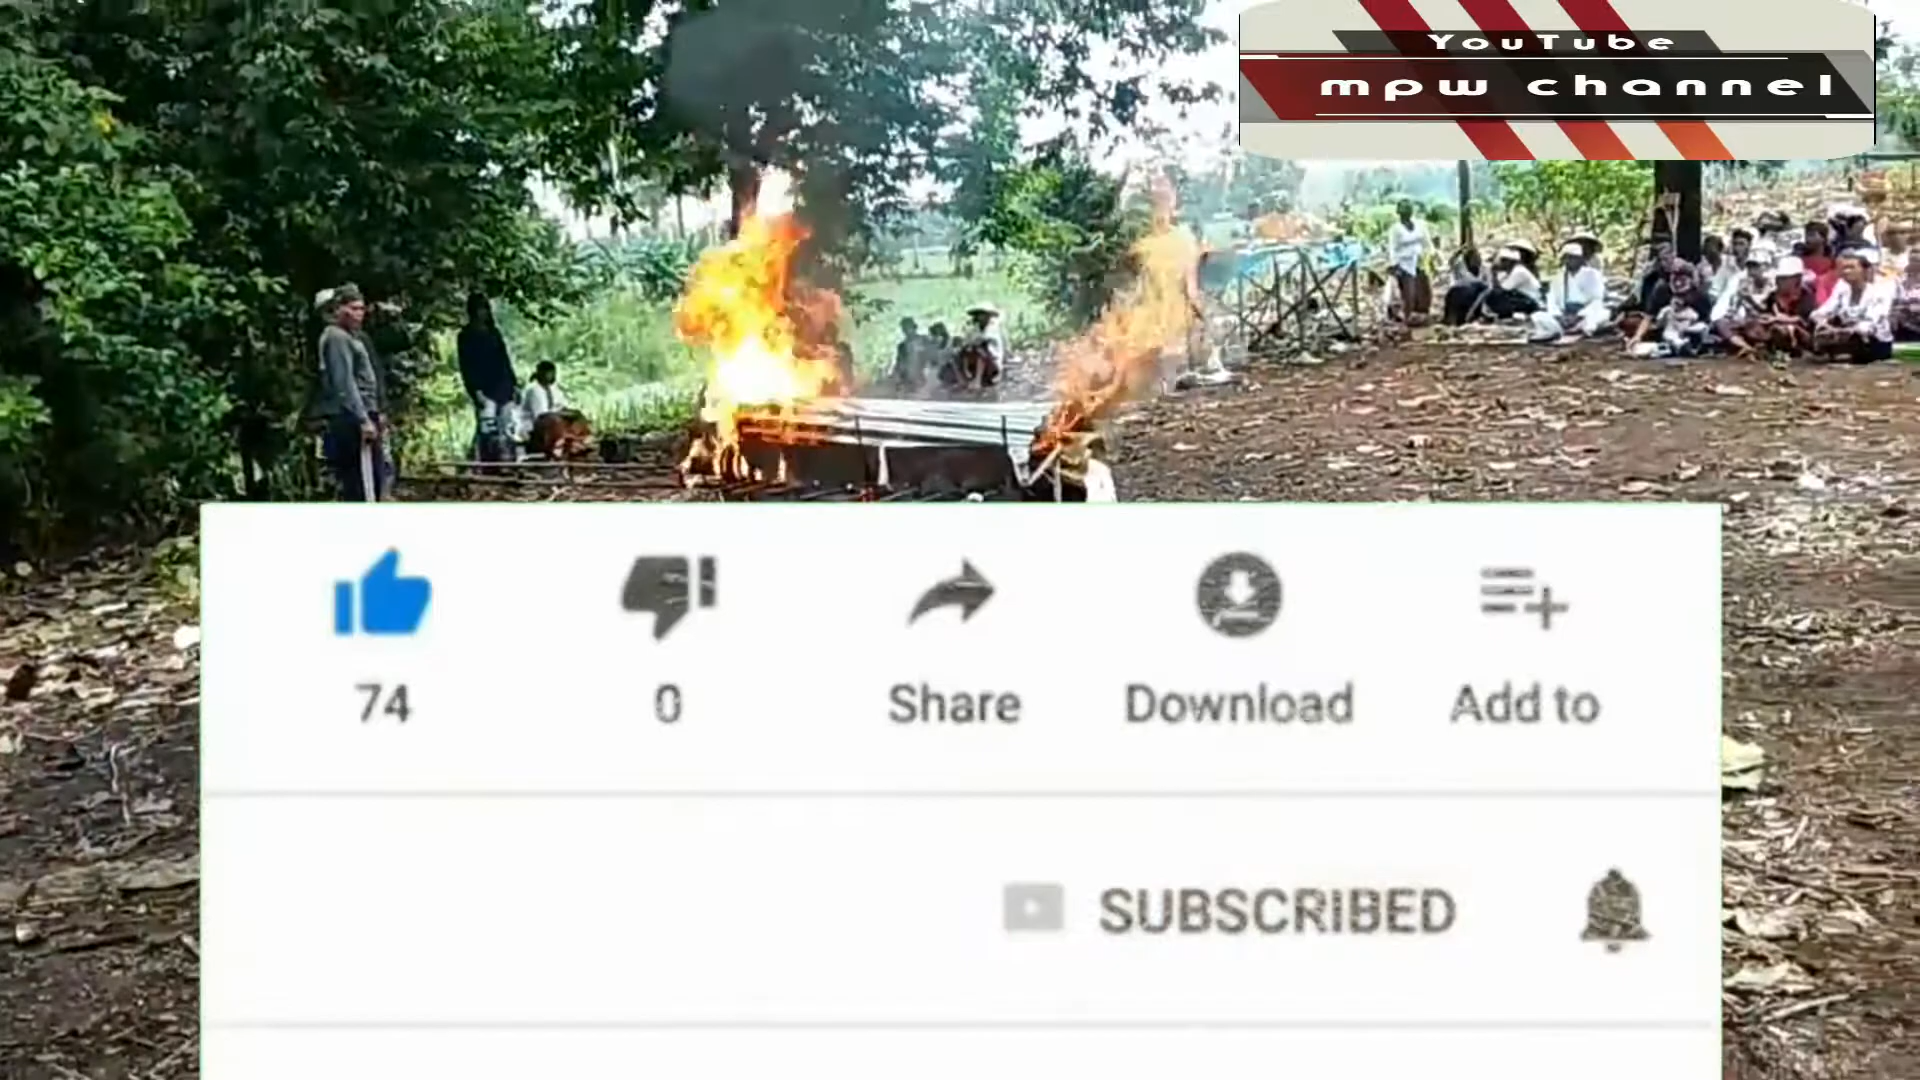 YouTube
mpw channel
74
0
Share
Download
Add to
SUBSCRIBED